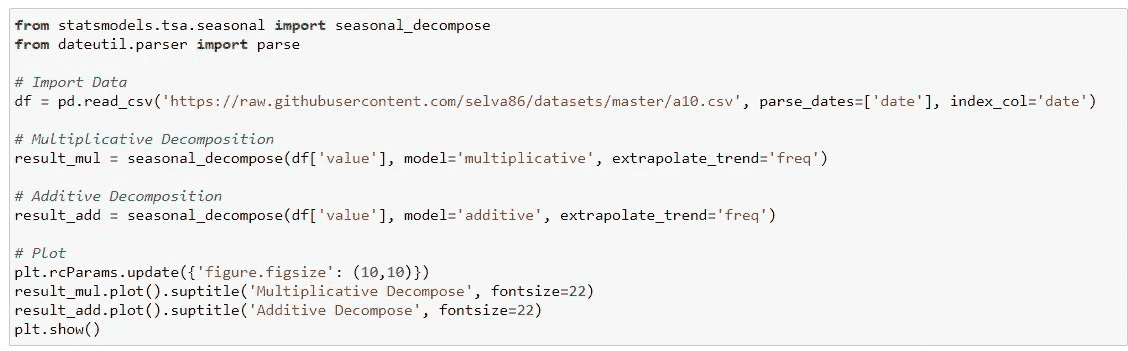 from statsmodels.tsa.seasonal import seasonal_decompose
from dateutil.parser import parse
# Import Data
df = pd.read_csv('https://raw.githubusercontent.com/selva86/datasets/master/a10.csv', parse_dates=['date'], index_col='date')
# Multiplicative Decomposition
result_mul = seasonal_decompose(df['value'], model='multiplicative', extrapolate_trend='freq')
# Additive Decomposition
result_add = seasonal_decompose(df['value'], model='additive', extrapolate_trend='freq')
# Plot
plt.rcParams.update({'figure.figsize': (10,10)})
result_mul.plot().suptitle('Multiplicative Decompose', fontsize=22)
result_add.plot().suptitle('Additive Decompose', fontsize=22)
plt.show()